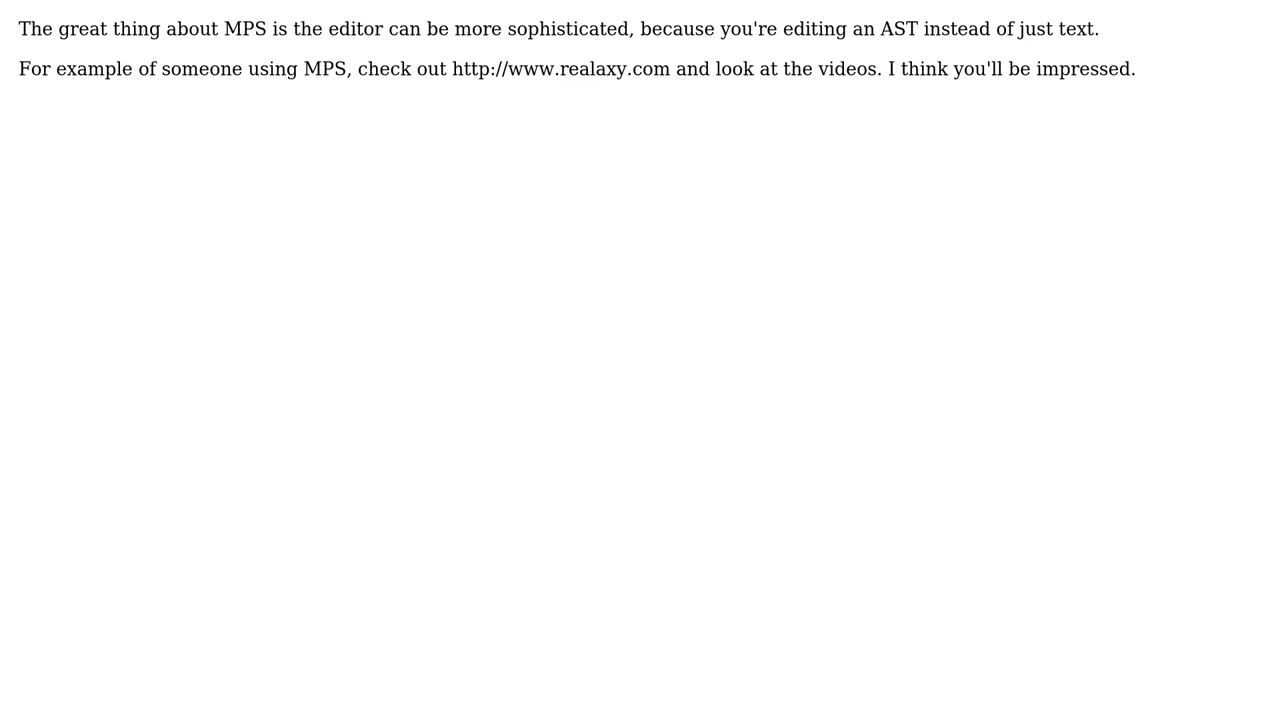 The great thing about MPS is the editor can be more sophisticated, because you're editing an AST instead of just text.
For example of someone using MPS, check out http://www.realaxy.com and look at the videos. I think you'll be impressed.